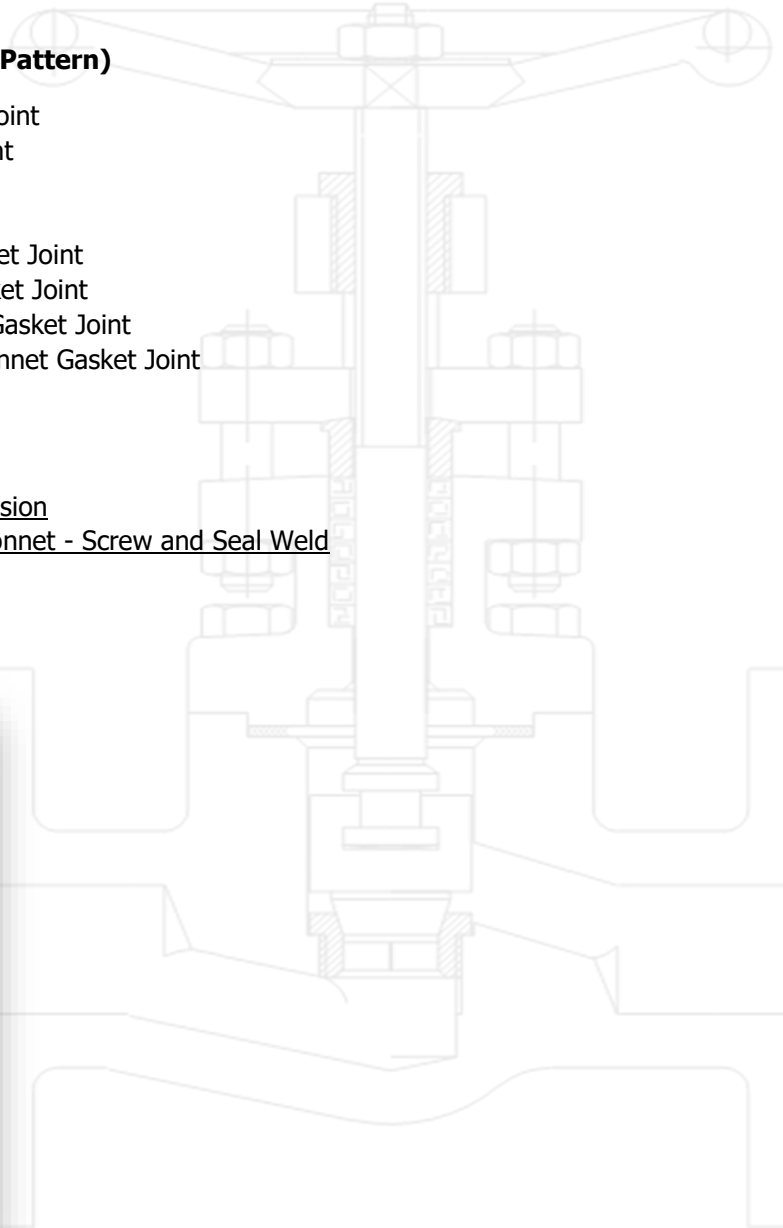 Pattern)
oint
nt
et Joint
ket Joint
Gasket Joint
nnet Gasket Joint
sion
onnet - Screw and Seal Weld